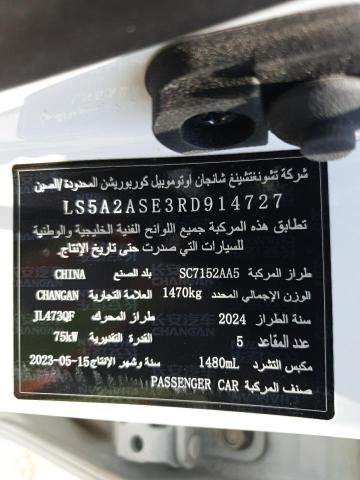 شركة تشونغتشينغ شانجان اوتوموبيل كوربوريشن المحدودة/الصين
LS5A2ASE3RD914727
تطابق هذه المركبة جميع اللوائح الفنية الخليجية والوطنية
للسيارات التي صدرت حتى تاريخ الإنتاج.
طراز المركبة SC7152AA5 بلد الصنع CHINA
الوزن الإجمالي المحدد 1470kg العلامة التجارية CHANGAN
سنة الطراز 2024 طراز المحرك JL473QF
عدد المقاعد 5 القدرة التقديرية 75kW
مكبس التشرد 1480mL سنة وشهر الإنتاج 2023-05-15
صنف المركبة PASSENGER CAR